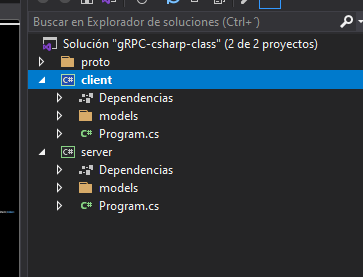 Buscar en Explorador de soluciones (Ctrl+´)
Solución "gRPC-csharp-class" (2 de 2 proyectos)
proto
C# client
Dependencias
models
C# Program.cs
C# server
Dependencias
models
C# Program.cs